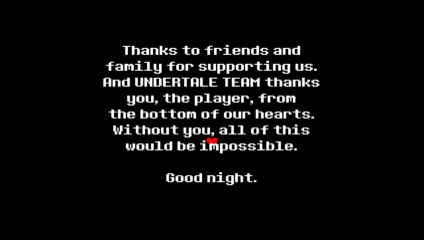 Thanks to friends and
family for supporting us.
And UNDERTALE TEAM thanks
you, the player, from
the bottom of our hearts.
Without you, all of this
would be impossible.
Good night.